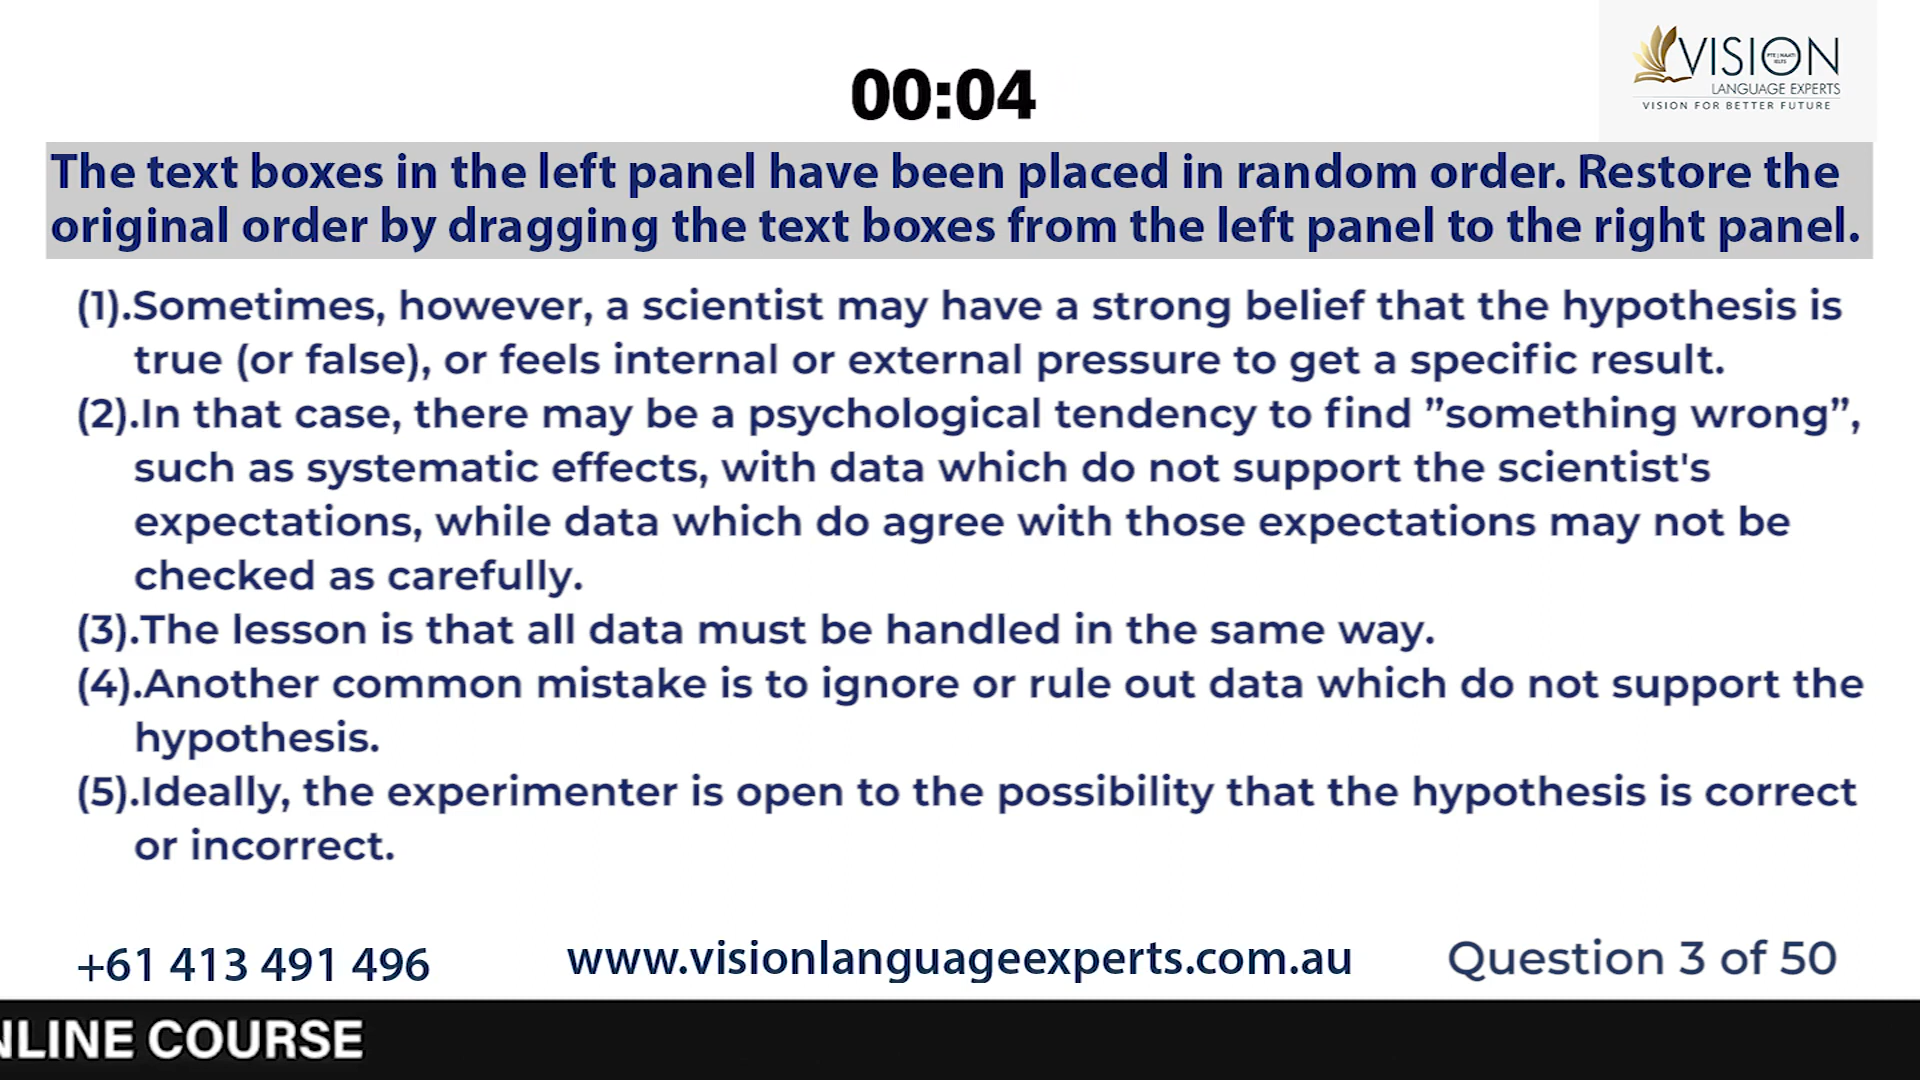 VISION
PTE | NAATI
IELTS
LANGUAGE EXPERTS
VISION FOR BETTER FUTURE
00:04
The text boxes in the left panel have been placed in random order. Restore the
original order by dragging the text boxes from the left panel to the right panel.
(1).Sometimes, however, a scientist may have a strong belief that the hypothesis is
true (or false), or feels internal or external pressure to get a specific result.
(2).In that case, there may be a psychological tendency to find ”something wrong”,
such as systematic effects, with data which do not support the scientist's
expectations, while data which do agree with those expectations may not be
checked as carefully.
(3).The lesson is that all data must be handled in the same way.
(4).Another common mistake is to ignore or rule out data which do not support the
hypothesis.
(5).Ideally, the experimenter is open to the possibility that the hypothesis is correct
or incorrect.
+61 413 491 496
www.visionlanguageexperts.com.au
Question 3 of 50
NLINE COURSE